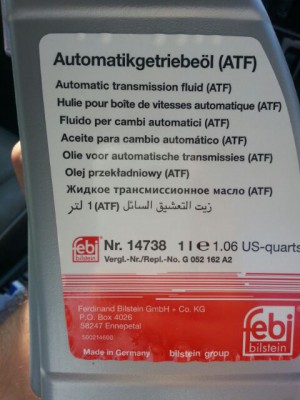 Automatikgetriebeöl (ATF)
Automatic transmission fluid (ATF)
Hulie pour boîte de vitesses automatique (ATF)
Fluido per cambi automatici (ATF)
Aceite para cambio automático (ATF)
Olie voor automatische transmissies (ATF)
Olej przekładniowy (ATF)
Жидкое трансмиссионное масло (ATF)
زيت التعشيق السائل (ATF) 1 لتر
febi bilstein Nr. 14738 1 l e 1.06 US-quarts
Vergl.-Nr./Repl.-No. G 052 162 A2
Ferdinand Bilstein GmbH + Co. KG
P.O. Box 4026
58247 Ennepetal
Made in Germany bilstein group
febi
bilstein